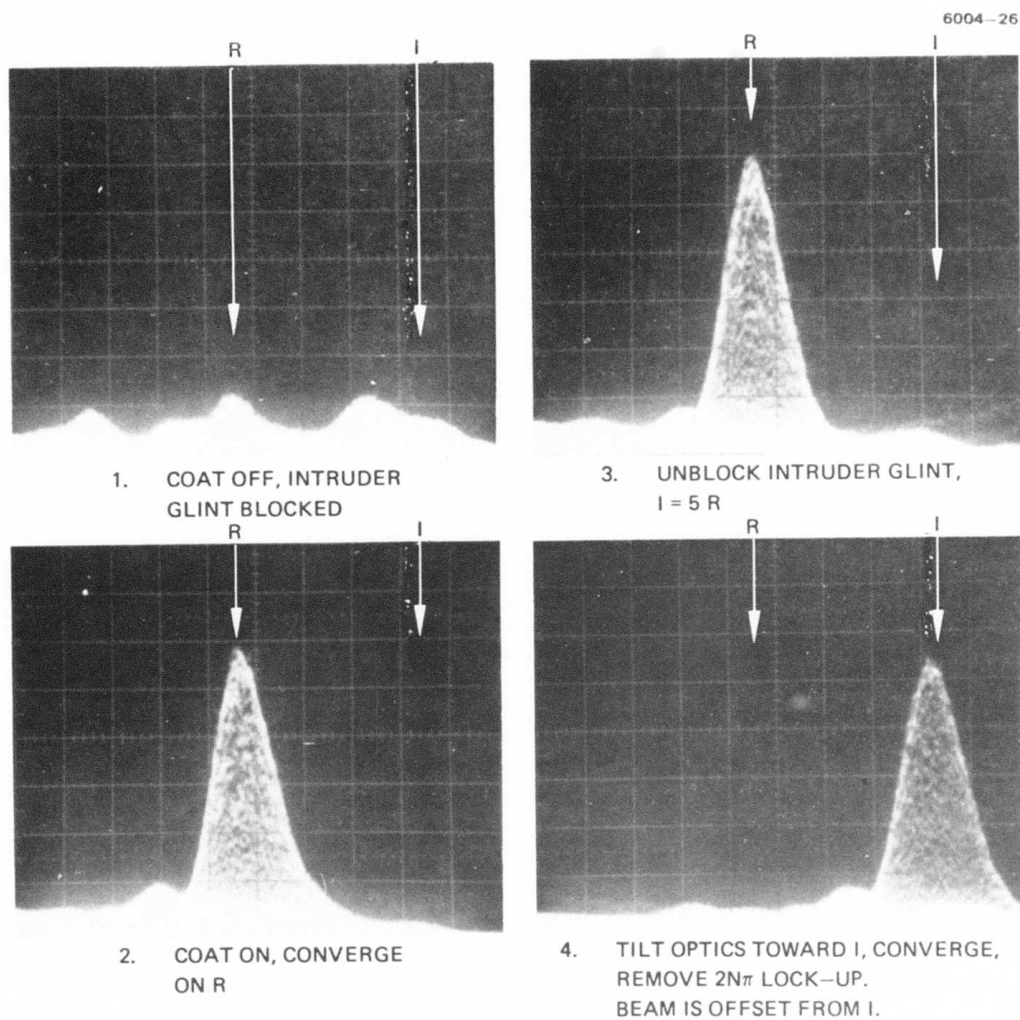 6004-26
R I
1. COAT OFF, INTRUDER
GLINT BLOCKED
R I
2. COAT ON, CONVERGE
ON R
R I
3. UNBLOCK INTRUDER GLINT,
I = 5 R
R I
4. TILT OPTICS TOWARD I, CONVERGE,
REMOVE 2Nπ LOCK-UP.
BEAM IS OFFSET FROM I.